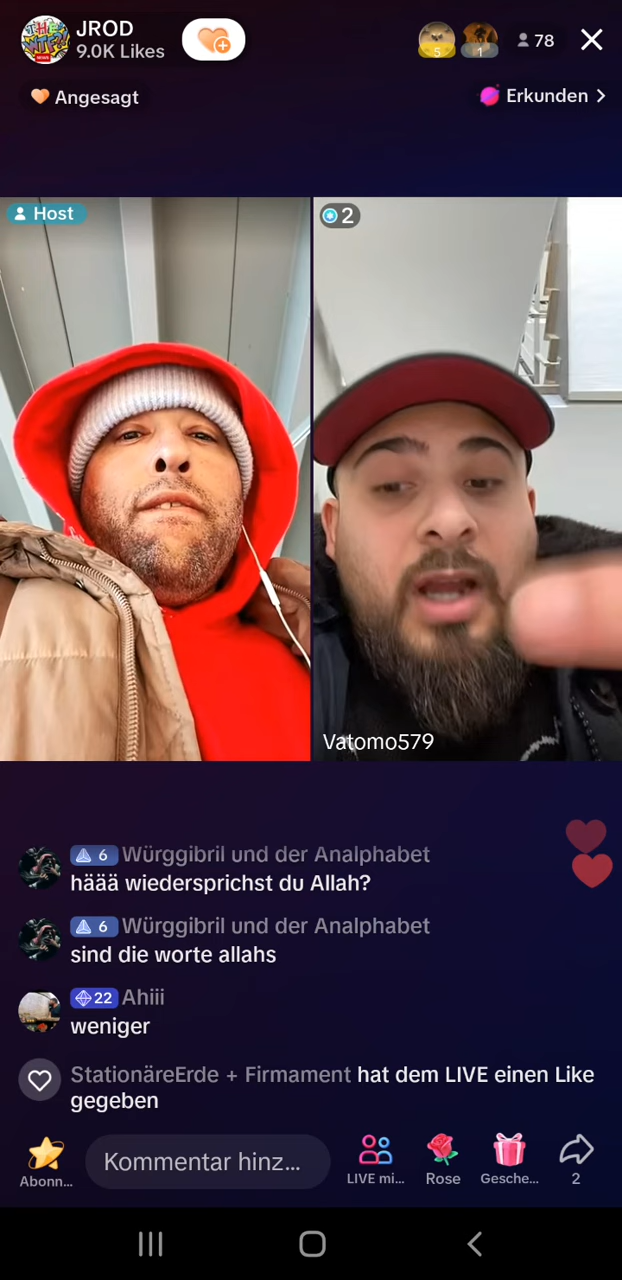 JROD
9.0K Likes
5
1
78
Angesagt
Erkunden
Host
2
Vatomo579
6 Würggibril und der Analphabet
häää wiedersprichst du Allah?
6 Würggibril und der Analphabet
sind die worte allahs
22 Ahiii
weniger
StationäreErde + Firmament hat dem LIVE einen Like
gegeben
Abonn...
Kommentar hinz...
LIVE mi...
Rose
Gesche...
2